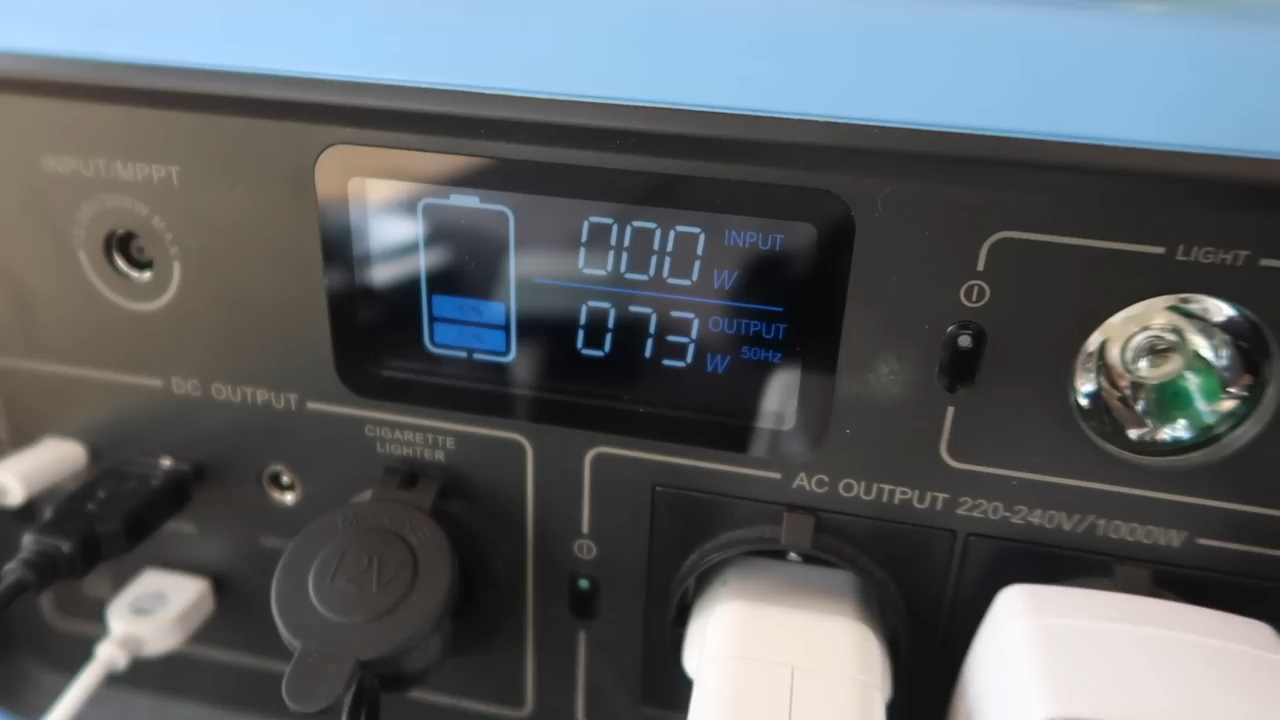 INPUT/MPPT
000 W INPUT
073 W OUTPUT 50Hz
LIGHT
DC OUTPUT
CIGARETTE
LIGHTER
AC OUTPUT 220-240V/1000W
12V